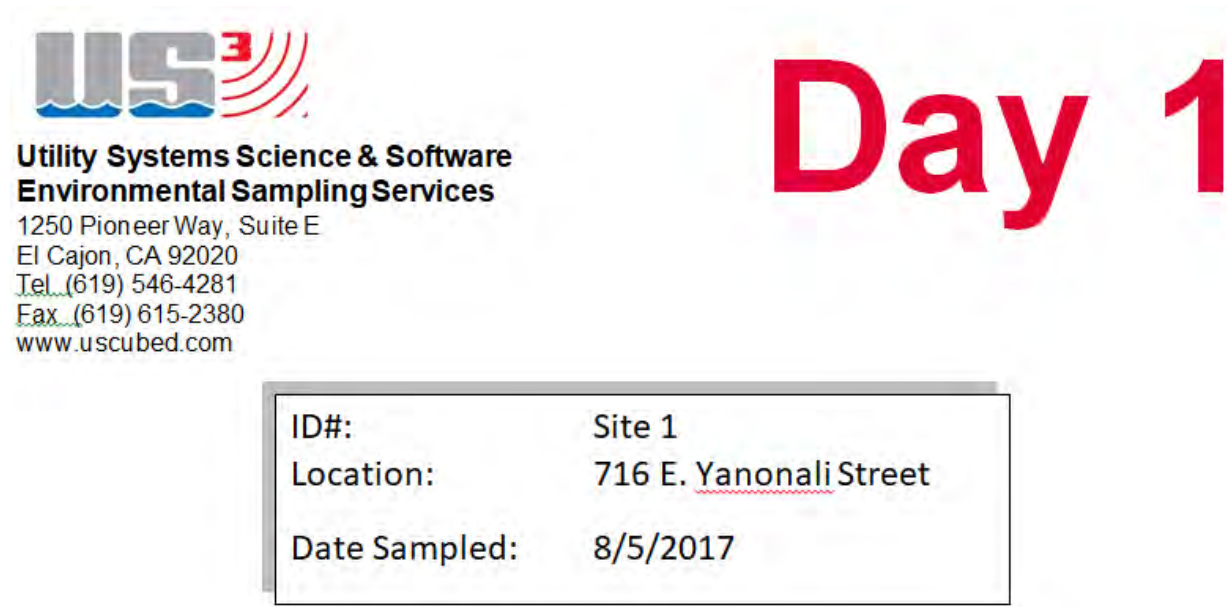 US3
Day 1
Utility Systems Science & Software
Environmental Sampling Services
1250 Pioneer Way, Suite E
El Cajon, CA 92020
Tel. (619) 546-4281
Fax (619) 615-2380
www.uscubed.com
ID#: Site 1
Location: 716 E. Yanonali Street
Date Sampled: 8/5/2017